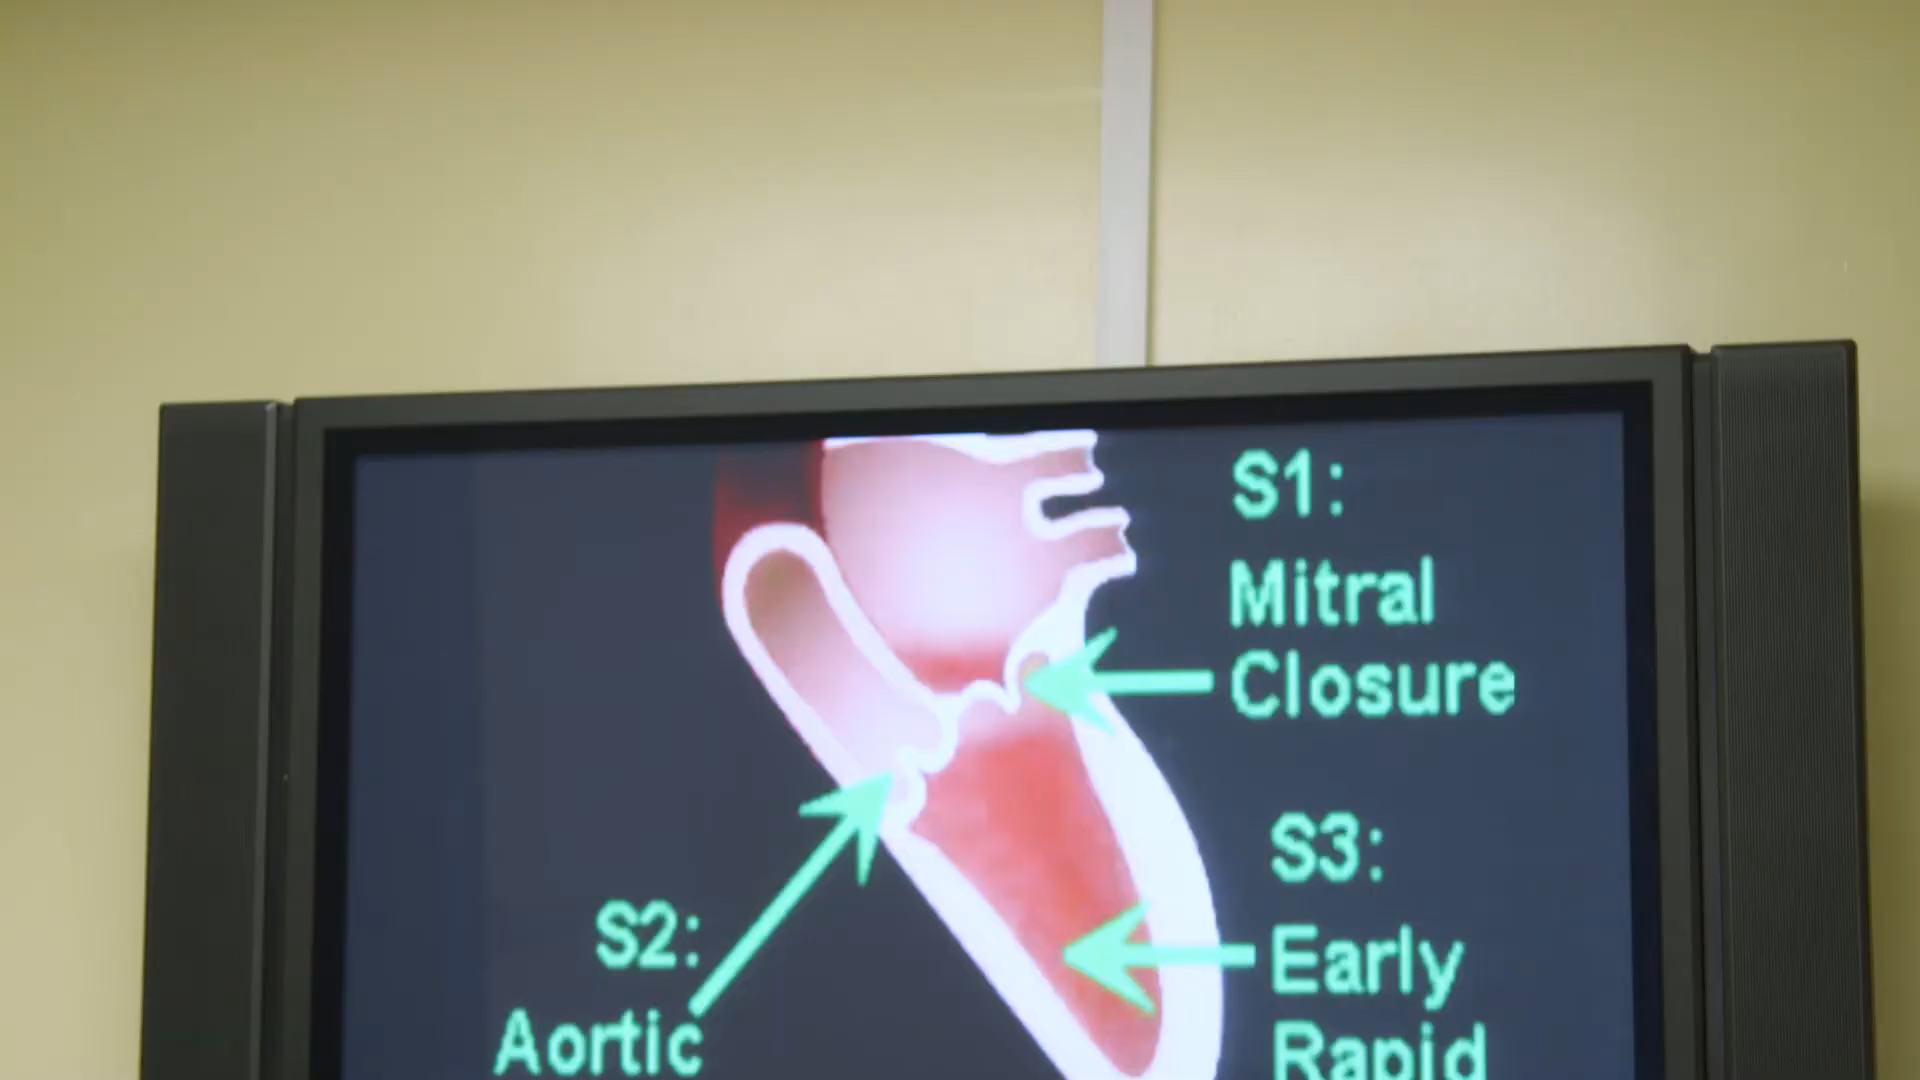 S1:
Mitral
Closure
S3:
Early
Rapid
S2:
Aortic